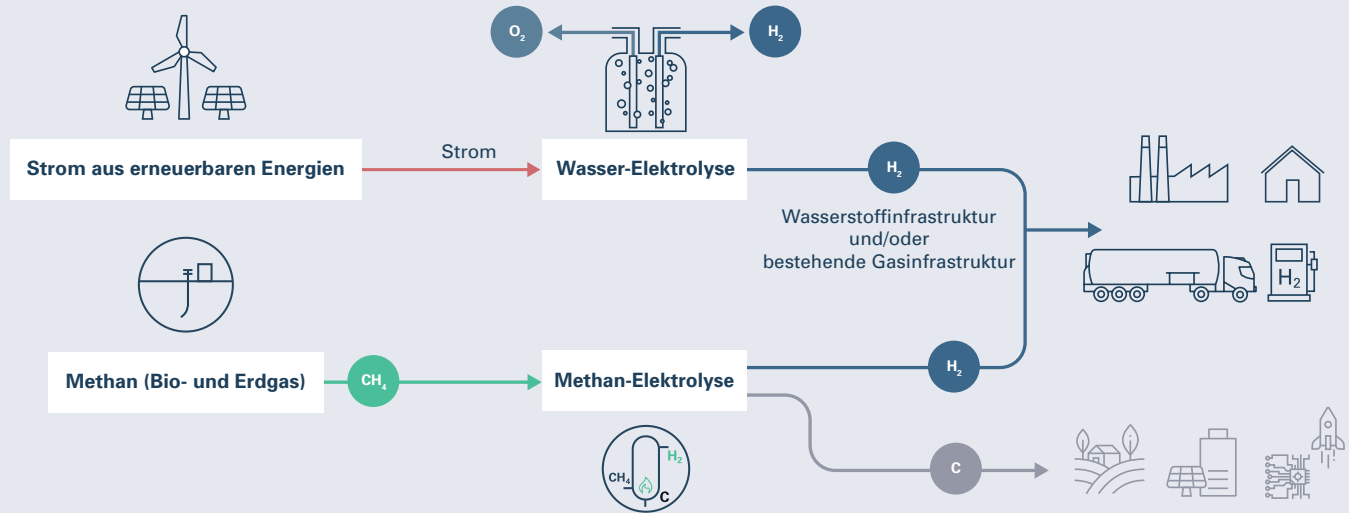 O₂
H₂
Strom aus erneuerbaren Energien
Strom
Wasser-Elektrolyse
H₂
Wasserstoffinfrastruktur
und/oder
bestehende Gasinfrastruktur
H₂
Methan (Bio- und Erdgas)
CH₄
Methan-Elektrolyse
H₂
H₂
CH₄
C
C